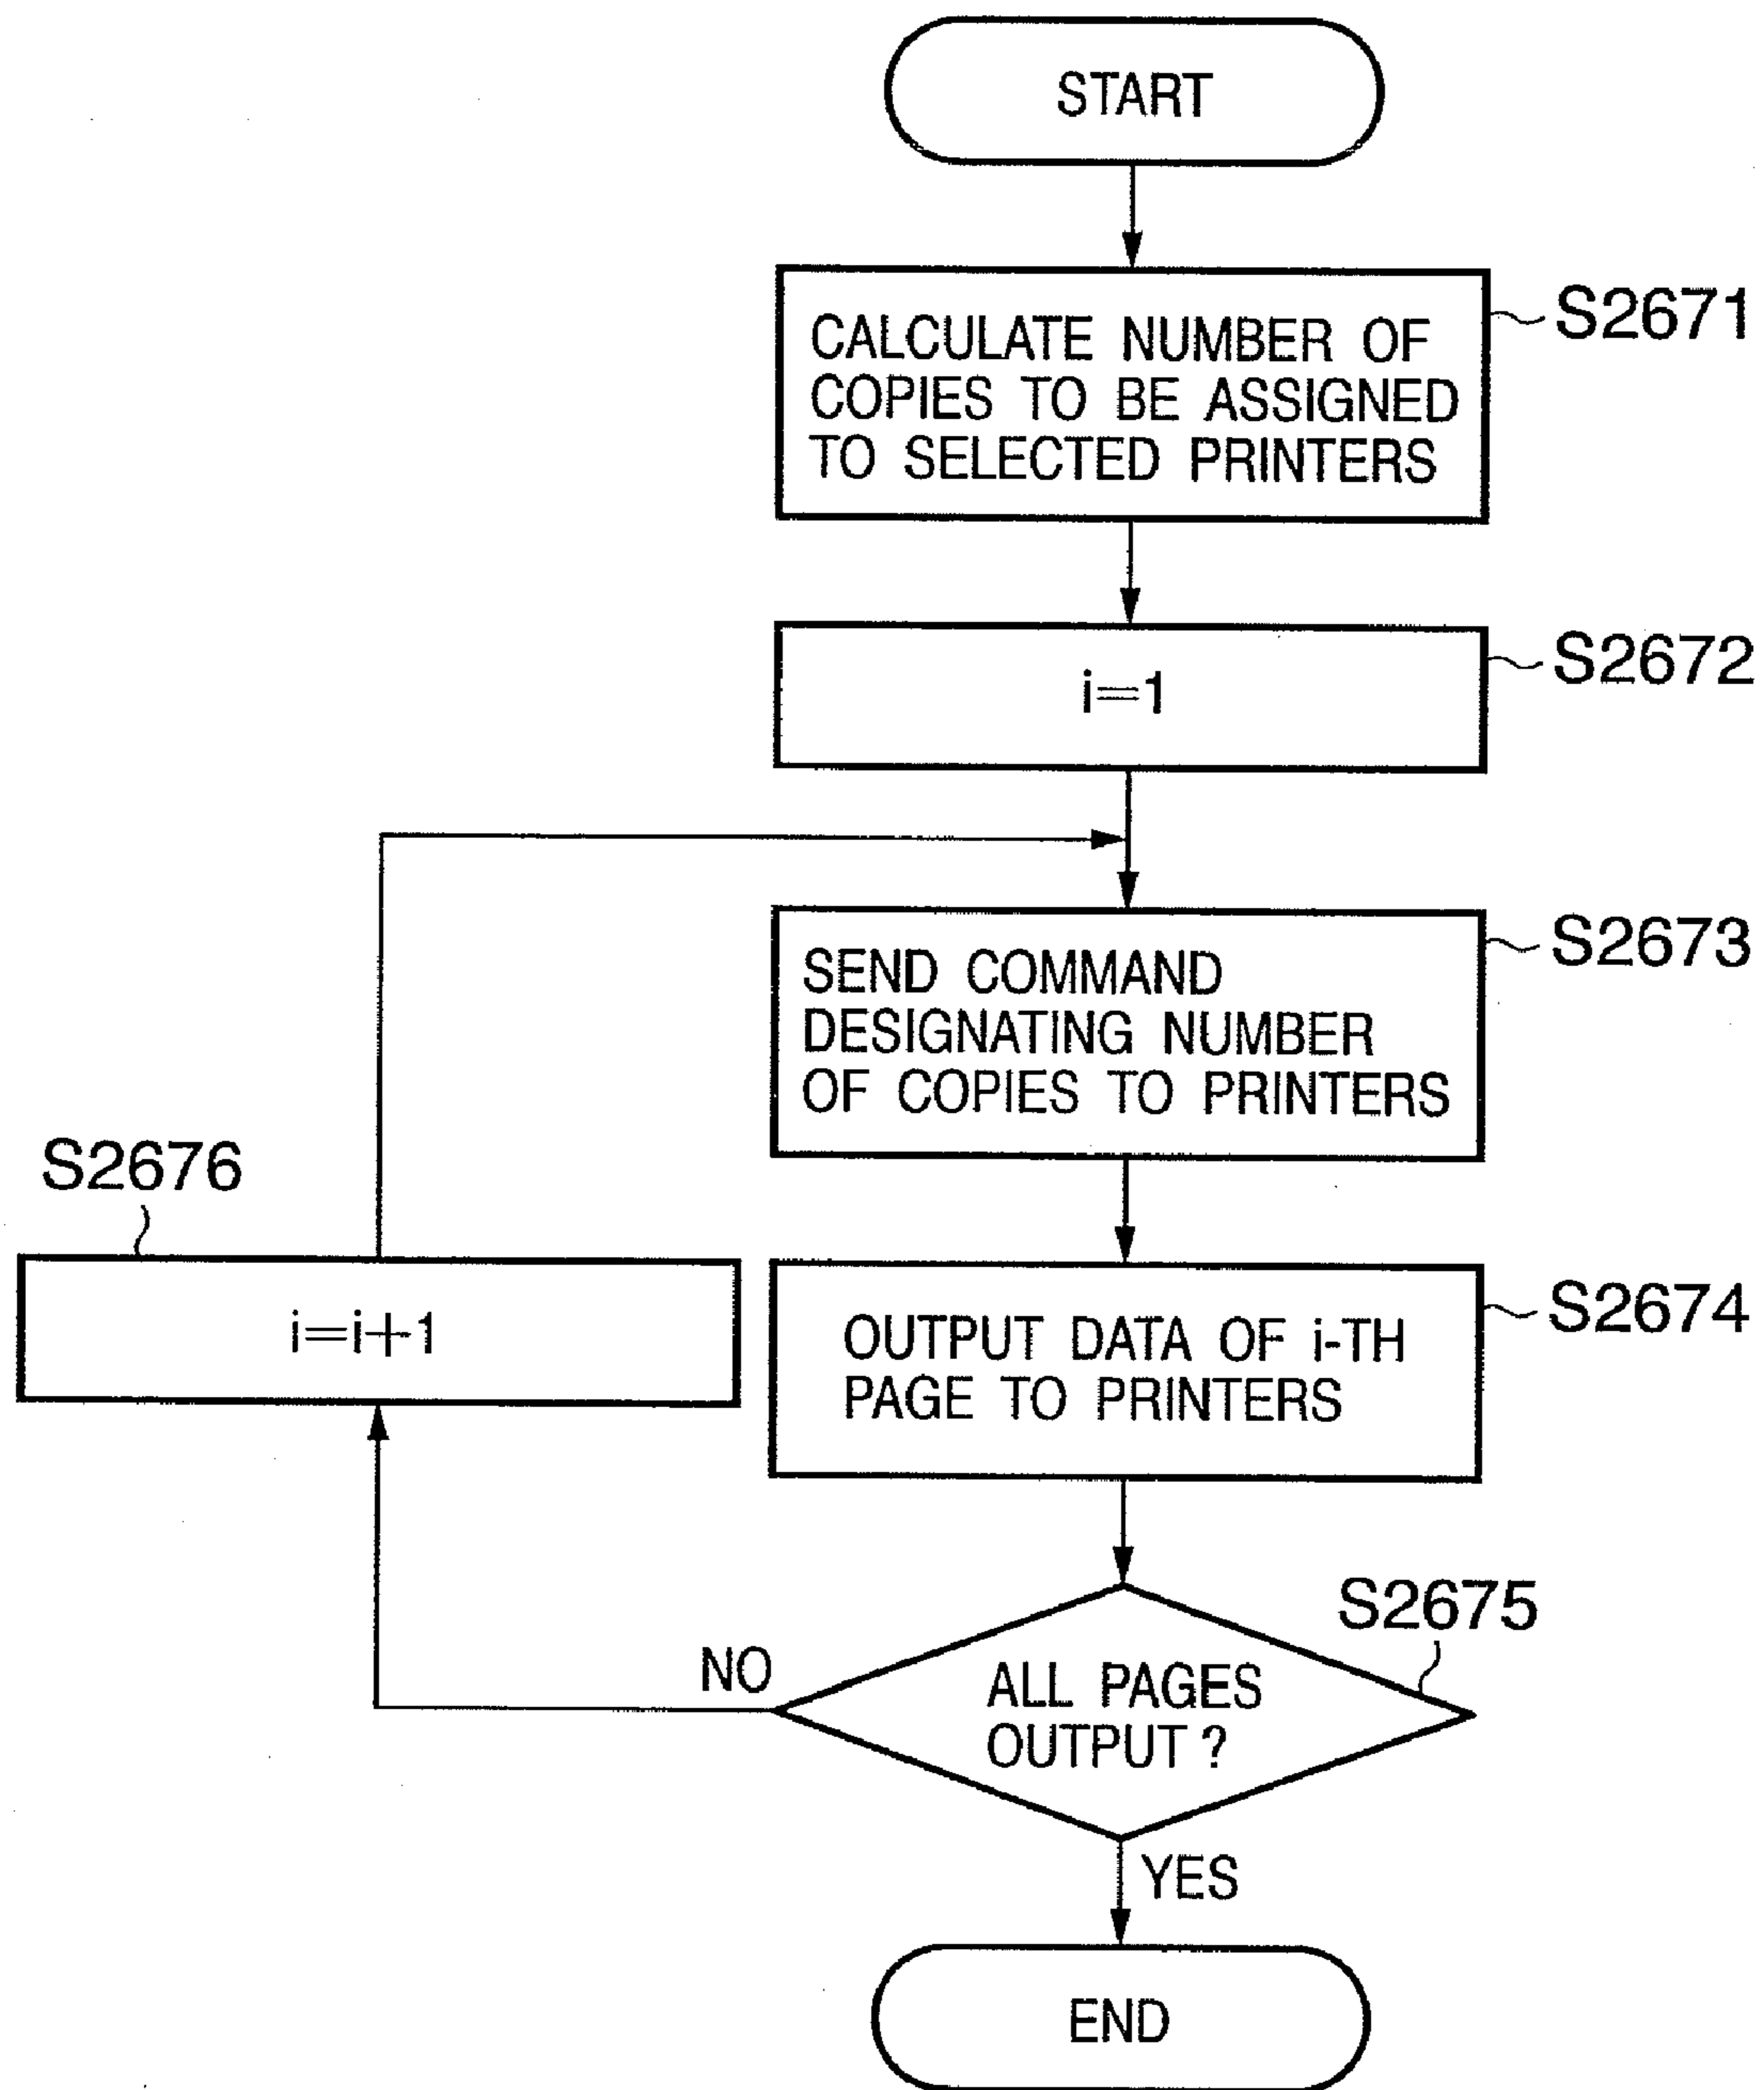 START
CALCULATE NUMBER OF
COPIES TO BE ASSIGNED
TO SELECTED PRINTERS
S2671
i=1
S2672
SEND COMMAND
DESIGNATING NUMBER
OF COPIES TO PRINTERS
S2673
S2676
i=i+1
OUTPUT DATA OF i-TH
PAGE TO PRINTERS
S2674
S2675
NO
ALL PAGES
OUTPUT ?
YES
END